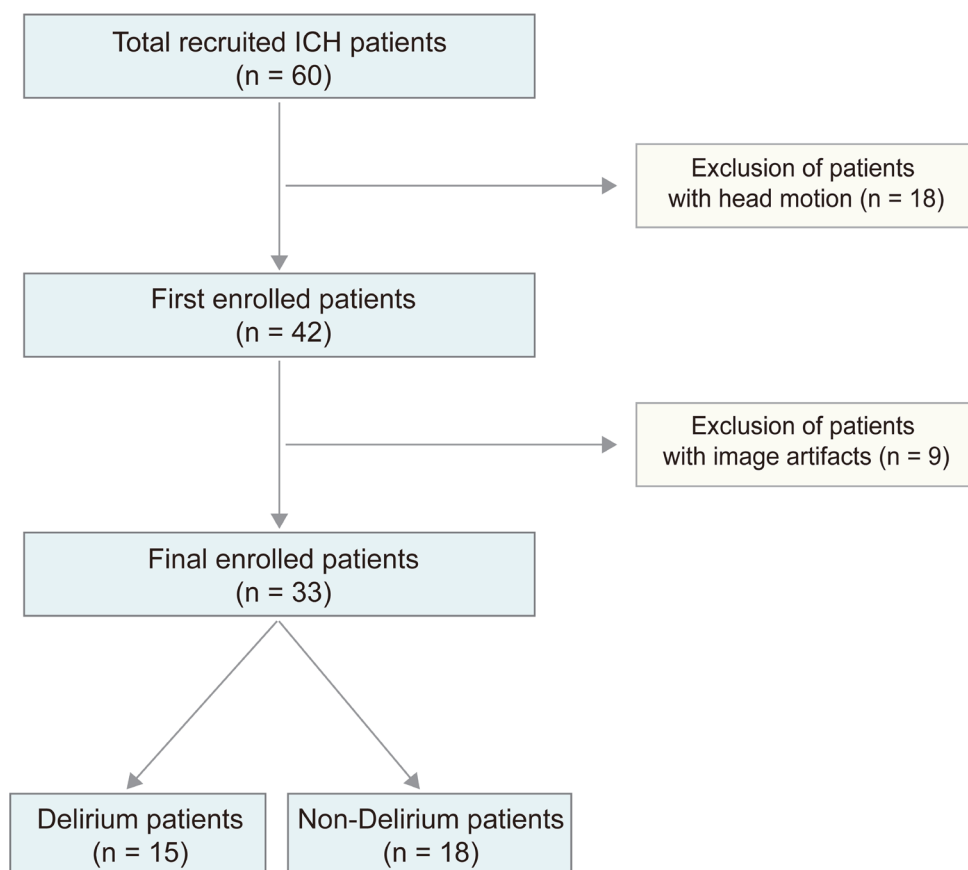 Total recruited ICH patients
(n = 60)
Exclusion of patients
with head motion (n = 18)
First enrolled patients
(n = 42)
Exclusion of patients
with image artifacts (n = 9)
Final enrolled patients
(n = 33)
Delirium patients
(n = 15)
Non-Delirium patients
(n = 18)